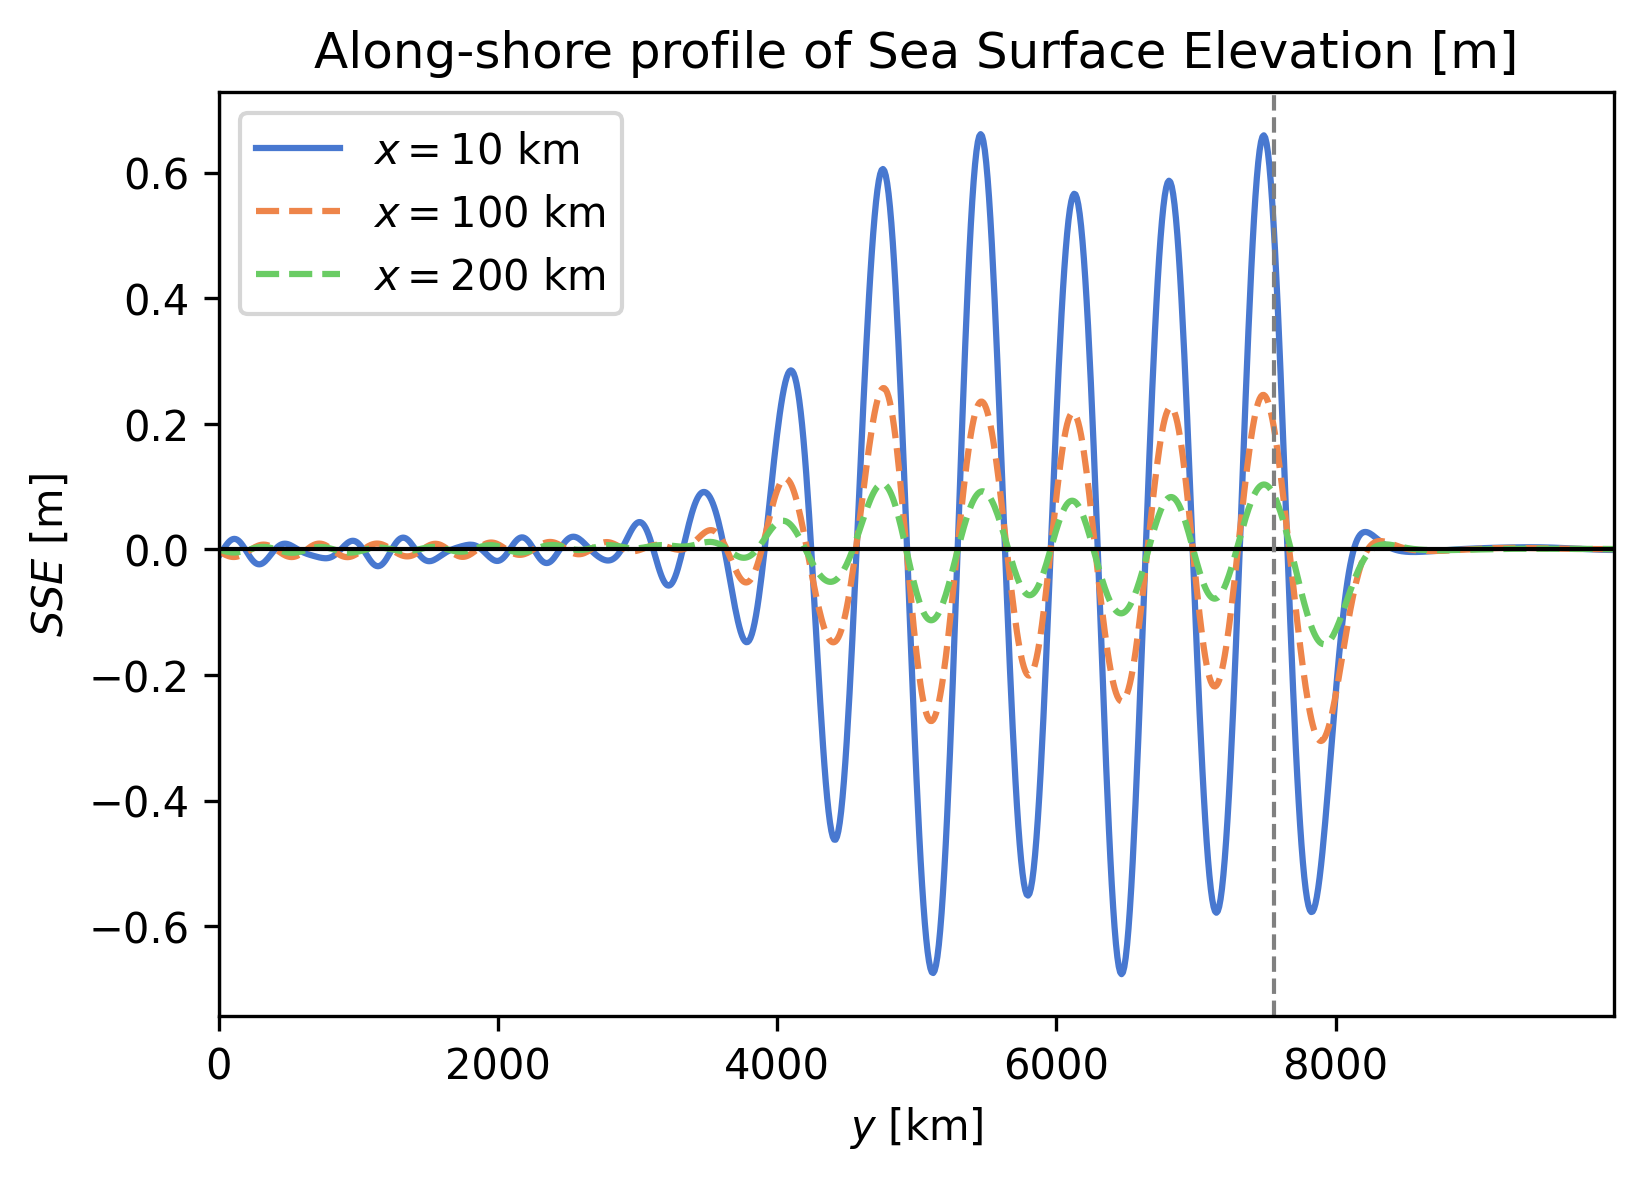 Along-shore profile of Sea Surface Elevation [m]
x = 10 km
x = 100 km
x = 200 km
0.6
0.4
0.2
0.0
−0.2
−0.4
−0.6
SSE [m]
0 2000 4000 6000 8000
y [km]